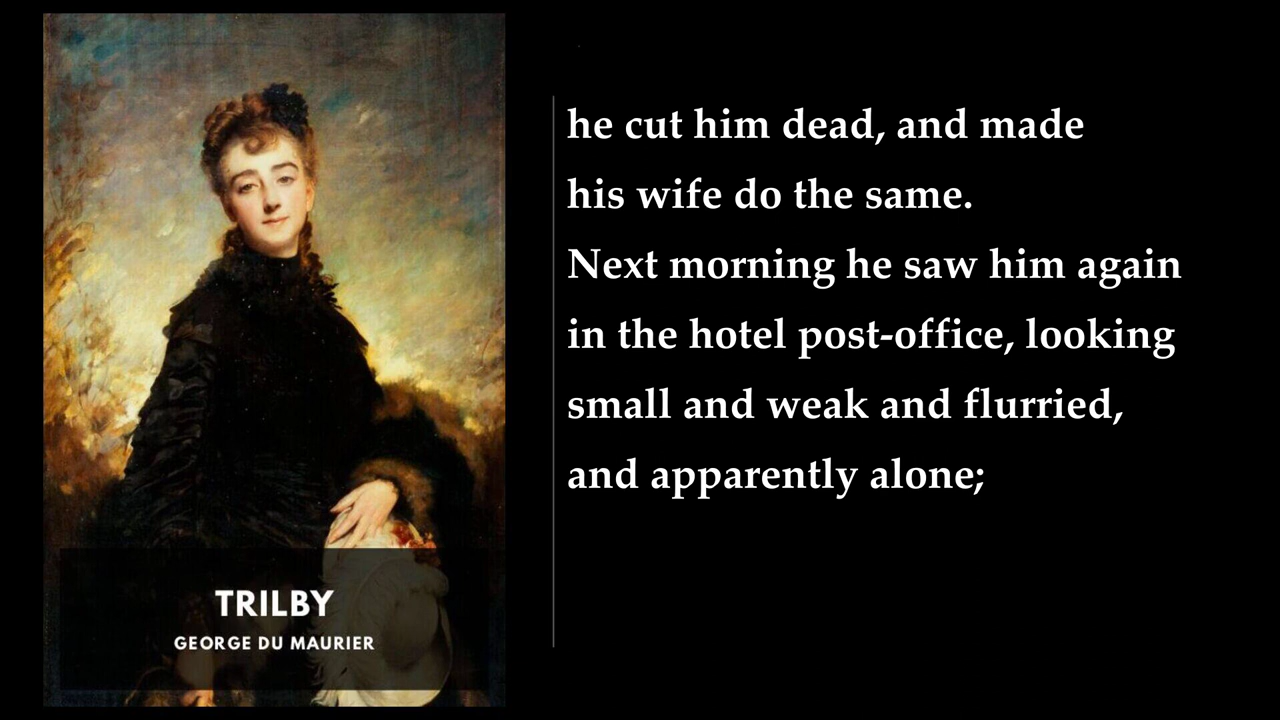 TRILBY
GEORGE DU MAURIER
he cut him dead, and made
his wife do the same.
Next morning he saw him again
in the hotel post-office, looking
small and weak and flurried,
and apparently alone;